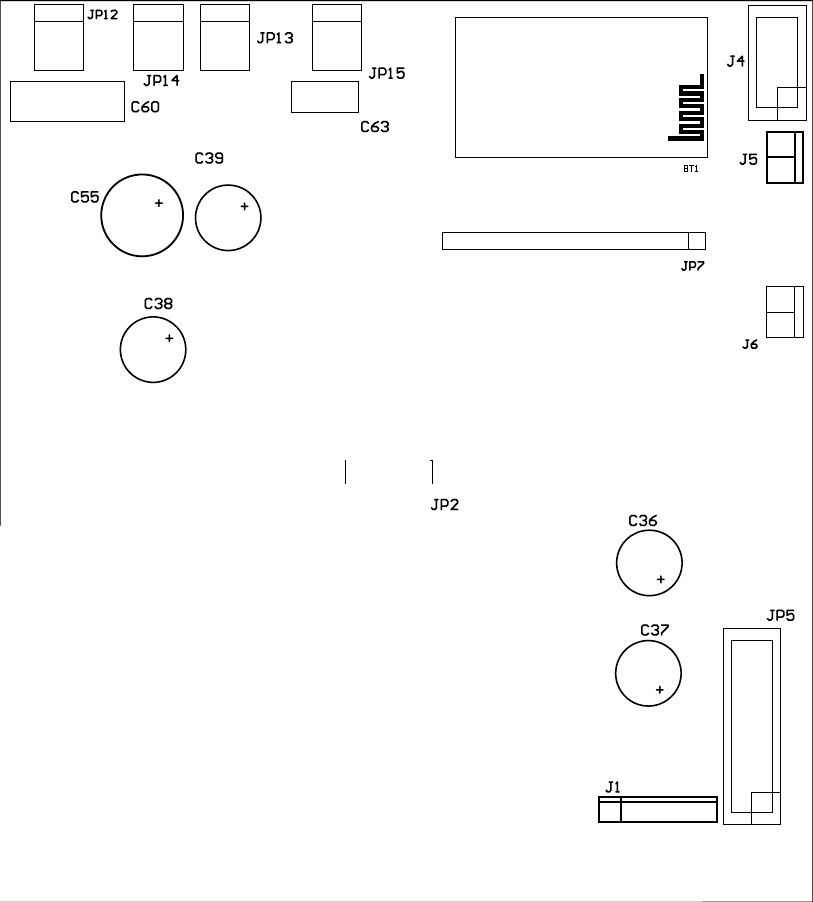 JP12
JP13
J4
JP14
JP15
C60
C63
C39
J5
BT1
C55
+
+
JP7
C38
+
J6
JP2
C36
+
JP5
C37
+
J1